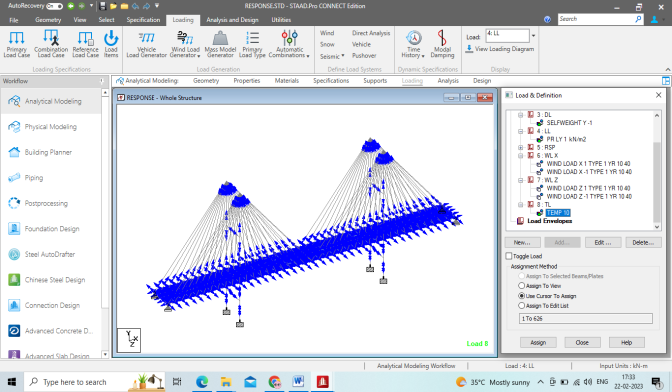 AutoRecovery On RESPONSE.STD - STAAD.Pro CONNECT Edition
File Geometry View Select Specification Loading Analysis and Design Utilities Search
Primary Load Case Combination Load Case Reference Load Case Load Items
Loading Specifications
Vehicle Load Generator Wind Load Generator Mass Model Generator Primary Load Type Automatic Combinations
Load Generation
Wind Direct Analysis
Snow Vehicle
Seismic Pushover
Define Load Systems
Time History Modal Damping
Dynamic Specifications
Load: 4: LL
View Loading Diagram
Display
Workflow
Analytical Modeling Geometry Properties Materials Specifications Supports Loading Analysis Design
Analytical Modeling
Physical Modeling
Building Planner
Piping
Postprocessing
Foundation Design
Steel AutoDrafter
Chinese Steel Design
Connection Design
Advanced Concrete D...
Advanced Slab Design
RESPONSE - Whole Structure
Y
X
Z
Load 8
Load & Definition
3 : DL
SELFWEIGHT Y -1
4 : LL
PR LY 1 kN/m2
5 : RSP
6 : WL X
WIND LOAD X 1 TYPE 1 YR 10 40
WIND LOAD X -1 TYPE 1 YR 10 40
7 : WL Z
WIND LOAD Z 1 TYPE 1 YR 10 40
WIND LOAD Z -1 TYPE 1 YR 10 40
8 : TL
TEMP 10
Load Envelopes
New... Add... Edit... Delete...
Toggle Load
Assignment Method
Assign To Selected Beams/Plates
Assign To View
Use Cursor To Assign
Assign To Edit List
1 To 626
Assign Close Help
Analytical Modeling Workflow Load : 4: LL Input Units : kN-m
Type here to search
35°C Mostly sunny
ENG
17:33
22-02-2023